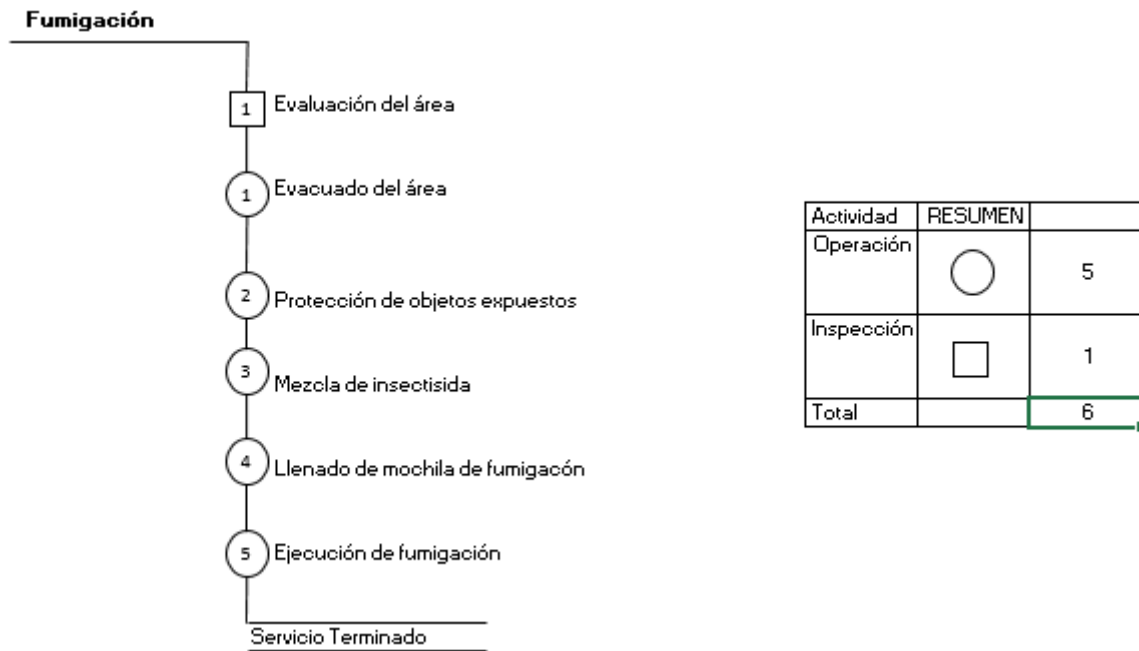 Fumigación
1 Evaluación del área
1 Evacuado del área
2 Protección de objetos expuestos
3 Mezcla de insectisida
4 Llenado de mochila de fumigacón
5 Ejecución de fumigación
Servicio Terminado
Actividad RESUMEN
Operación 5
Inspección 1
Total 6